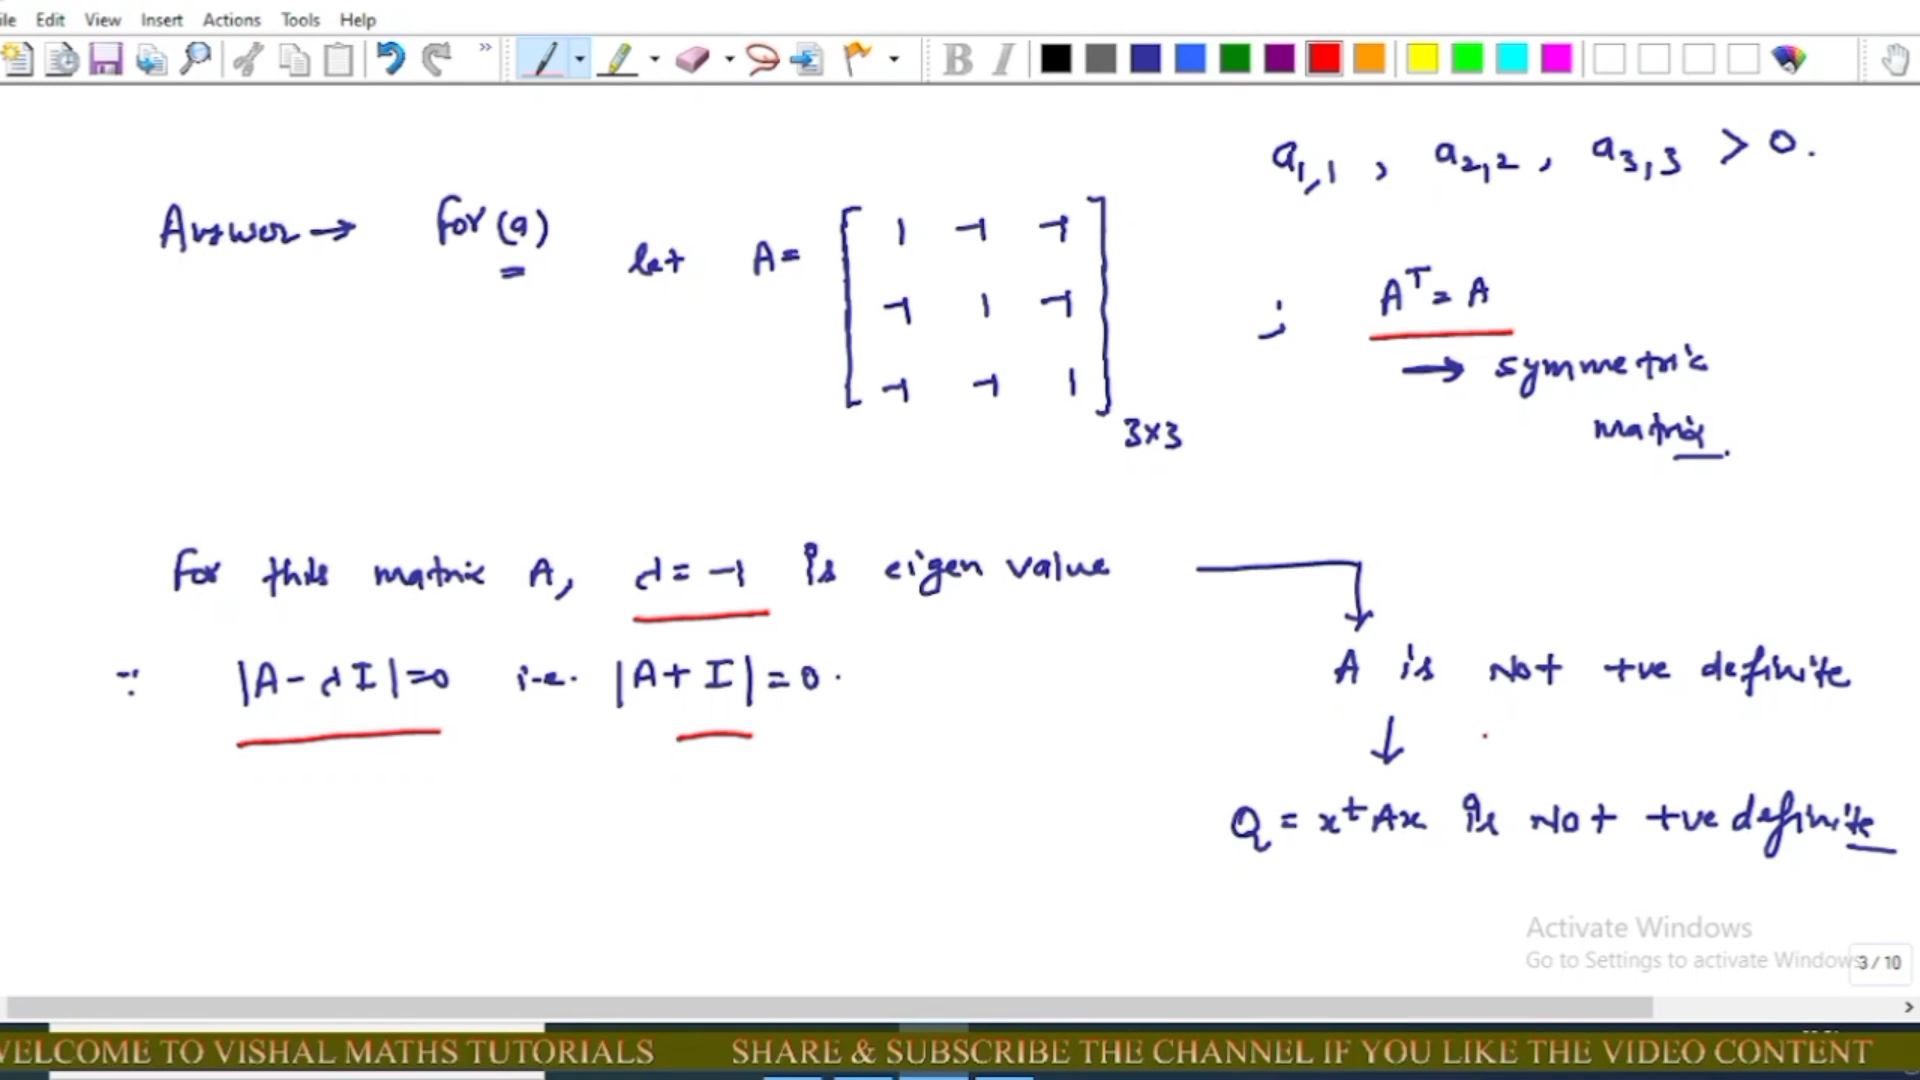 ile Edit View Insert Actions Tools Help
a1,1 , a2,2 , a3,3 > 0.
Answer → for (a) let A = [ 1 -1 -1
-1 1 -1
-1 -1 1 ] 3×3
; A^T = A
→ symmetric
matrix.
For this matrix A, λ = -1 is eigen value
∵ |A - λI| = 0 i.e. |A + I| = 0.
A is Not +ve definite
↓
Q = x^t Ax is Not +ve definite
Activate Windows
Go to Settings to activate Windows
3 / 10
VELCOME TO VISHAL MATHS TUTORIALS SHARE & SUBSCRIBE THE CHANNEL IF YOU LIKE THE VIDEO CONTENT